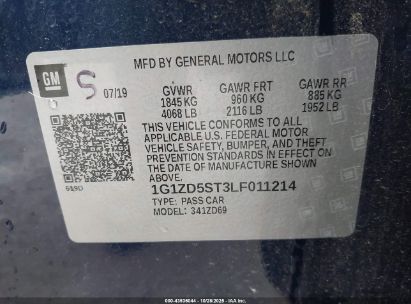 MFD BY GENERAL MOTORS LLC
GM
S 07/19
GVWR GAWR FRT GAWR RR
1845 KG 960 KG 885 KG
4068 LB 2116 LB 1952 LB
THIS VEHICLE CONFORMS TO ALL
APPLICABLE U.S. FEDERAL MOTOR
VEHICLE SAFETY, BUMPER, AND THEFT
PREVENTION STANDARDS IN EFFECT ON
THE DATE OF MANUFACTURE SHOWN
ABOVE.
1G1ZD5ST3LF011214
TYPE: PASS CAR
MODEL: 341ZD69